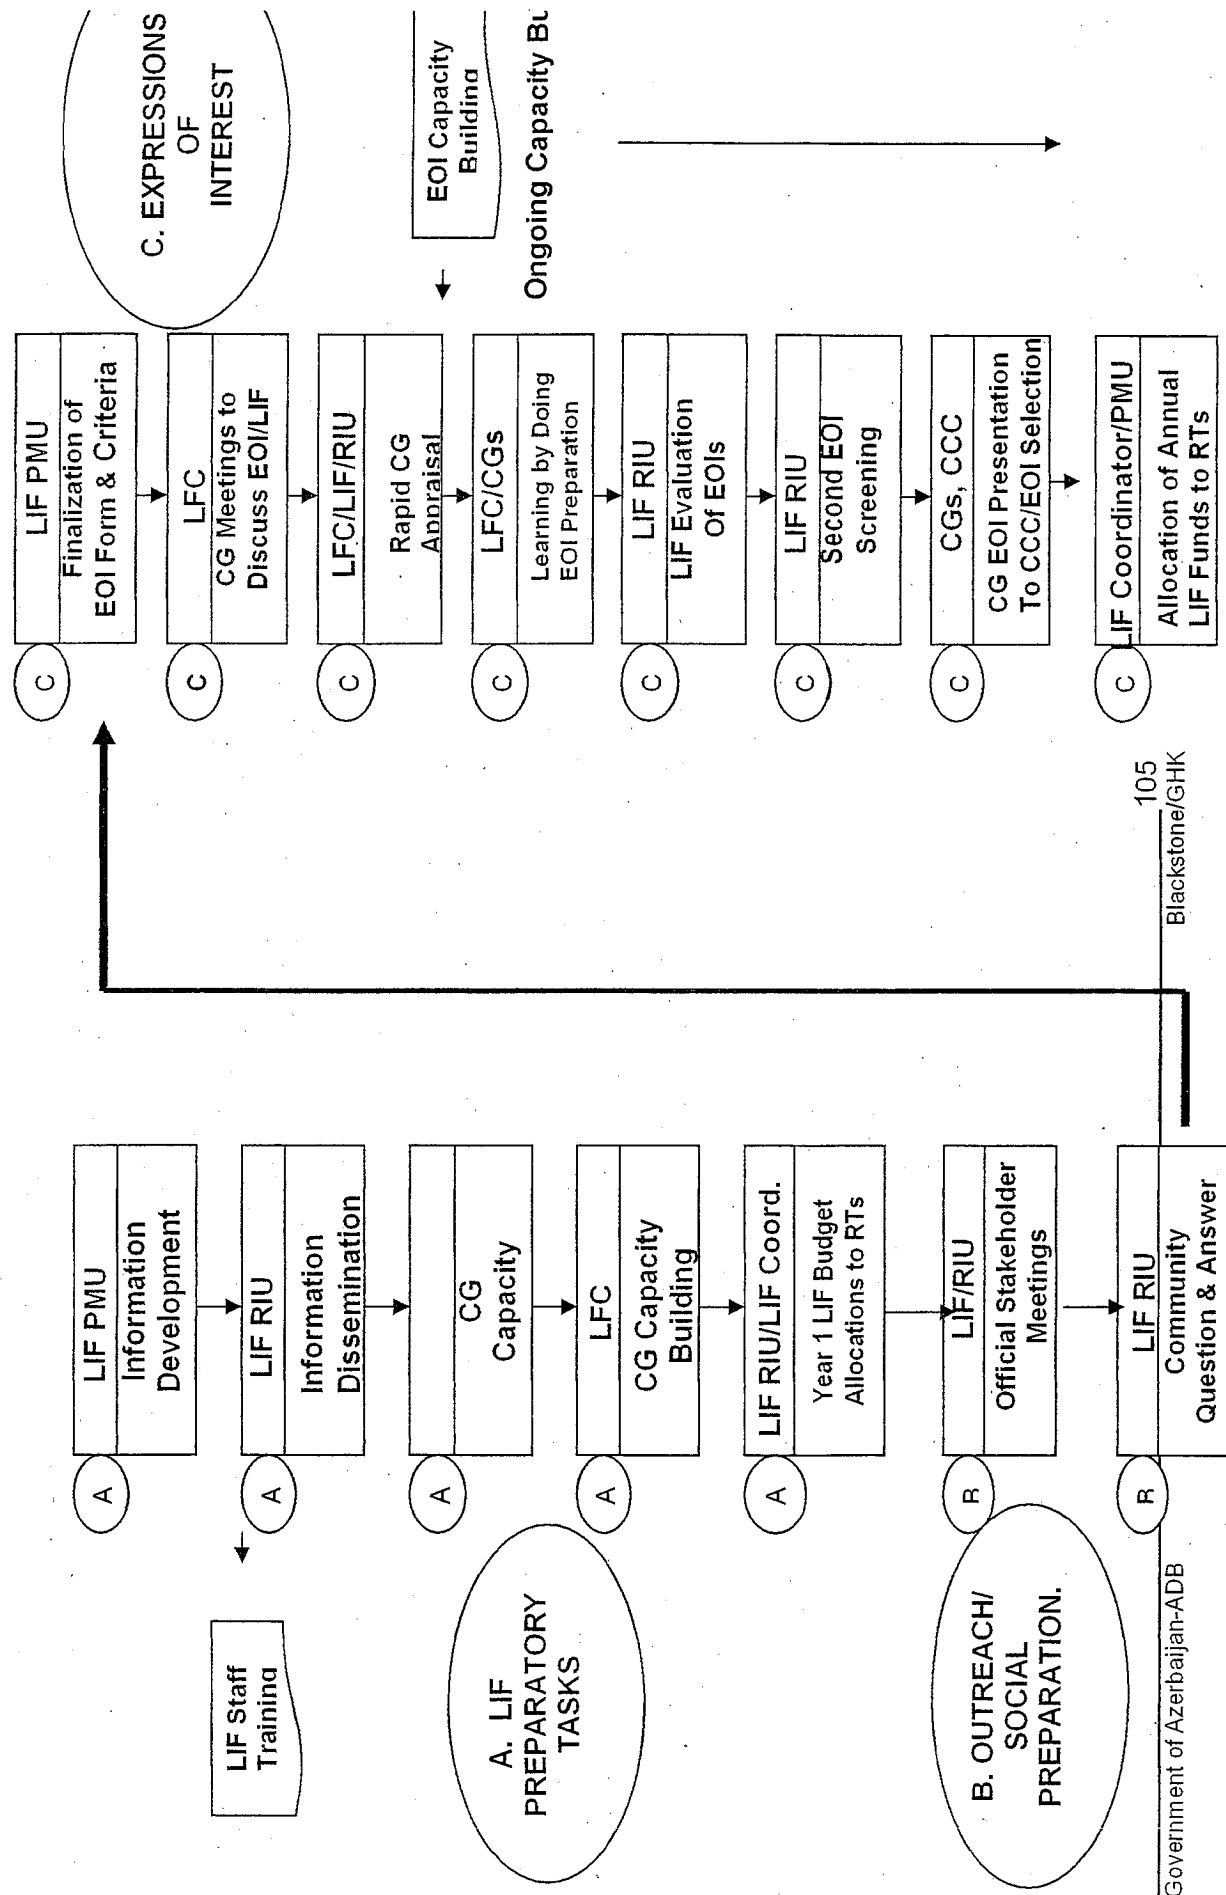 LIF Staff
Training
A. LIF
PREPARATORY
TASKS
B. OUTREACH/
SOCIAL
PREPARATION.
A
LIF PMU
Information
Development
A
LIF RIU
Information
Dissemination
A
CG
Capacity
A
LFC
CG Capacity
Building
A
LIF RIU/LIF Coord.
Year 1 LIF Budget
Allocations to RTs
B
LIF/RIU
Official Stakeholder
Meetings
B
LIF RIU
Community
Question & Answer
C
LIF PMU
Finalization of
EOI Form & Criteria
C
LFC
CG Meetings to
Discuss EOI/LIF
C
LFC/LIF/RIU
Rapid CG
Appraisal
C
LFC/CGs
Learning by Doing
EOI Preparation
C
LIF RIU
LIF Evaluation
Of EOIs
C
LIF RIU
Second EOI
Screening
C
CGs, CCC
CG EOI Presentation
To CCC/EOI Selection
C
LIF Coordinator/PMU
Allocation of Annual
LIF Funds to RTs
C. EXPRESSIONS
OF
INTEREST
EOI Capacity
Building
Ongoing Capacity Bu
Government of Azerbaijan-ADB
105
Blackstone/GHK